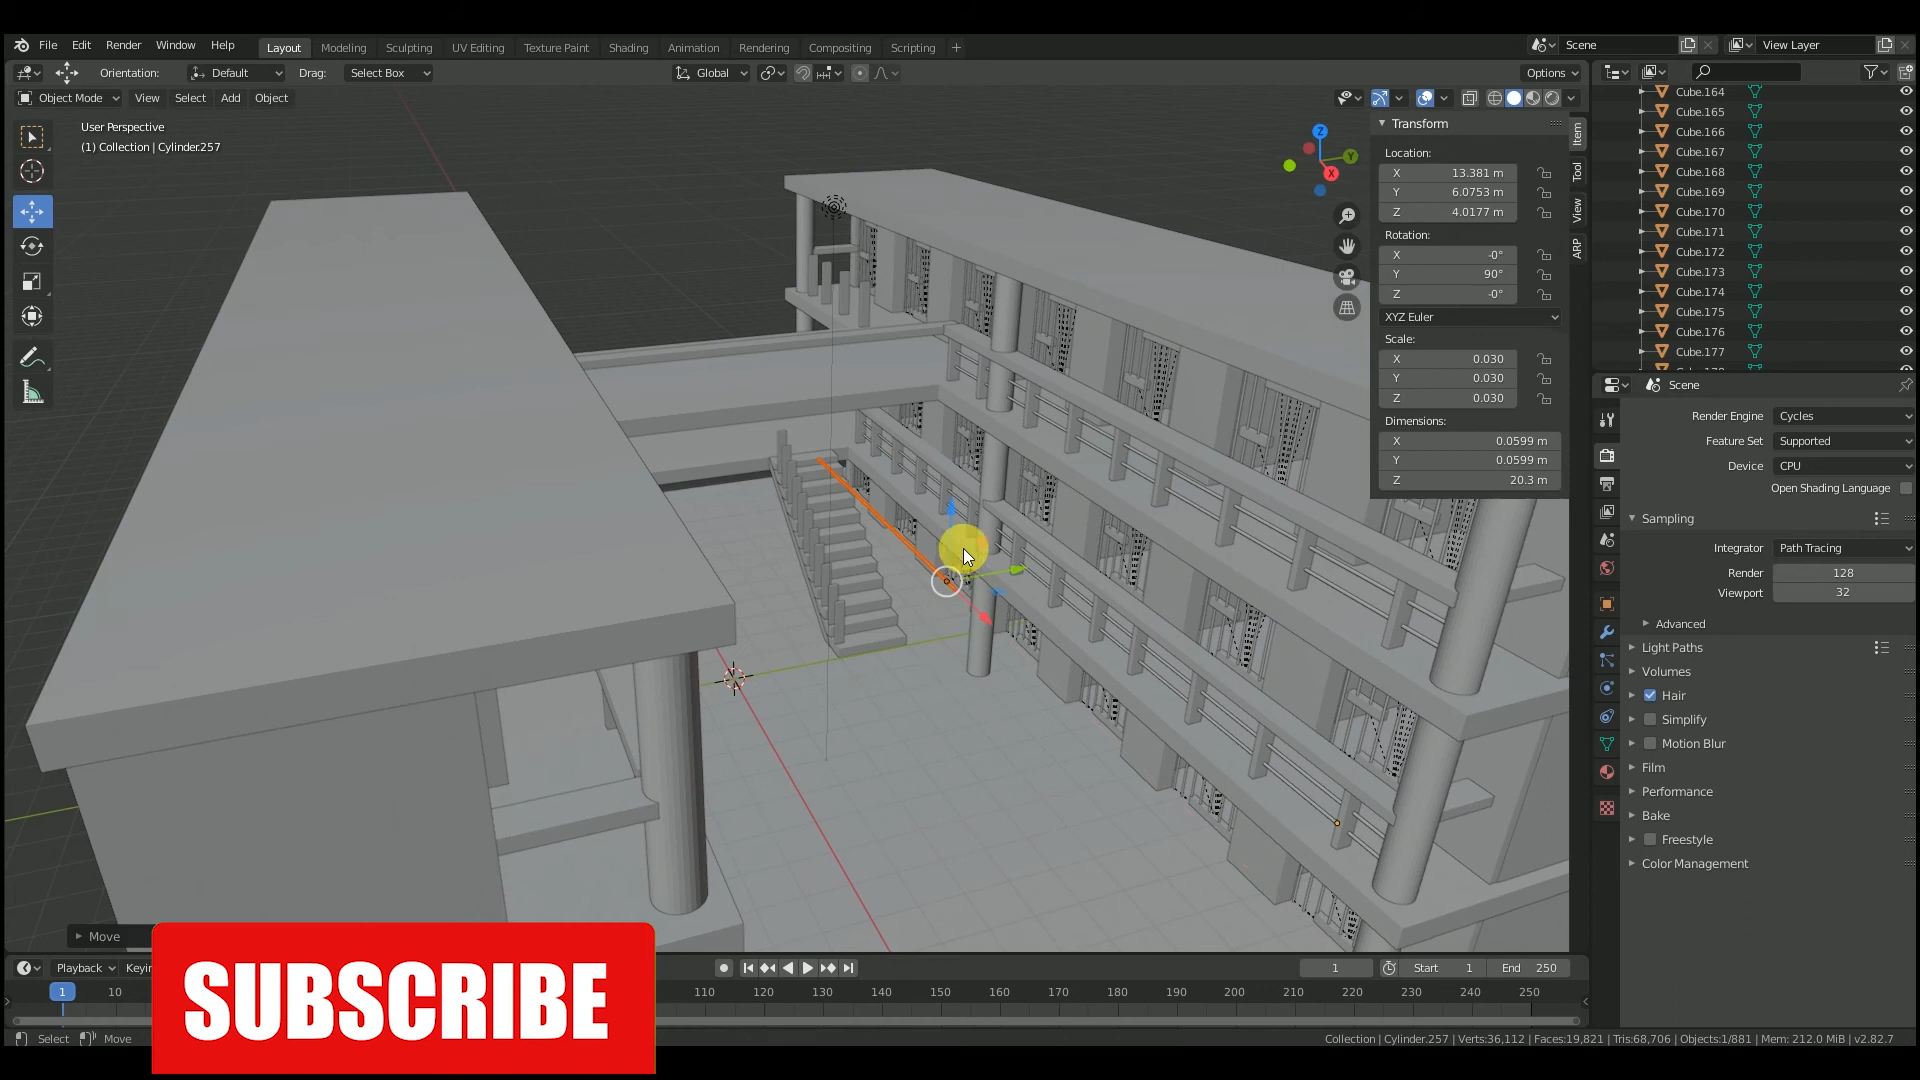 File Edit Render Window Help Layout Modeling Sculpting UV Editing Texture Paint Shading Animation Rendering Compositing Scripting + Scene View Layer
Orientation: Default Drag: Select Box Global Options
Object Mode View Select Add Object
User Perspective
(1) Collection | Cylinder.257
Transform
Location:
X 13.381 m
Y 6.0753 m
Z 4.0177 m
Rotation:
X -0°
Y 90°
Z -0°
XYZ Euler
Scale:
X 0.030
Y 0.030
Z 0.030
Dimensions:
X 0.0599 m
Y 0.0599 m
Z 20.3 m
Item
Tool
View
ARP
Z
Y
X
Cube.164
Cube.165
Cube.166
Cube.167
Cube.168
Cube.169
Cube.170
Cube.171
Cube.172
Cube.173
Cube.174
Cube.175
Cube.176
Cube.177
Scene
Render Engine Cycles
Feature Set Supported
Device CPU
Open Shading Language
Sampling
Integrator Path Tracing
Render 128
Viewport 32
Advanced
Light Paths
Volumes
Hair
Simplify
Motion Blur
Film
Performance
Bake
Freestyle
Color Management
Move
Playback Keyin 1 Start 1 End 250
1 10 110 120 130 140 150 160 170 180 190 200 210 220 230 240 250
SUBSCRIBE
Select Move Collection | Cylinder.257 | Verts:36,112 | Faces:19,821 | Tris:68,706 | Objects:1/881 | Mem: 212.0 MiB | v2.82.7